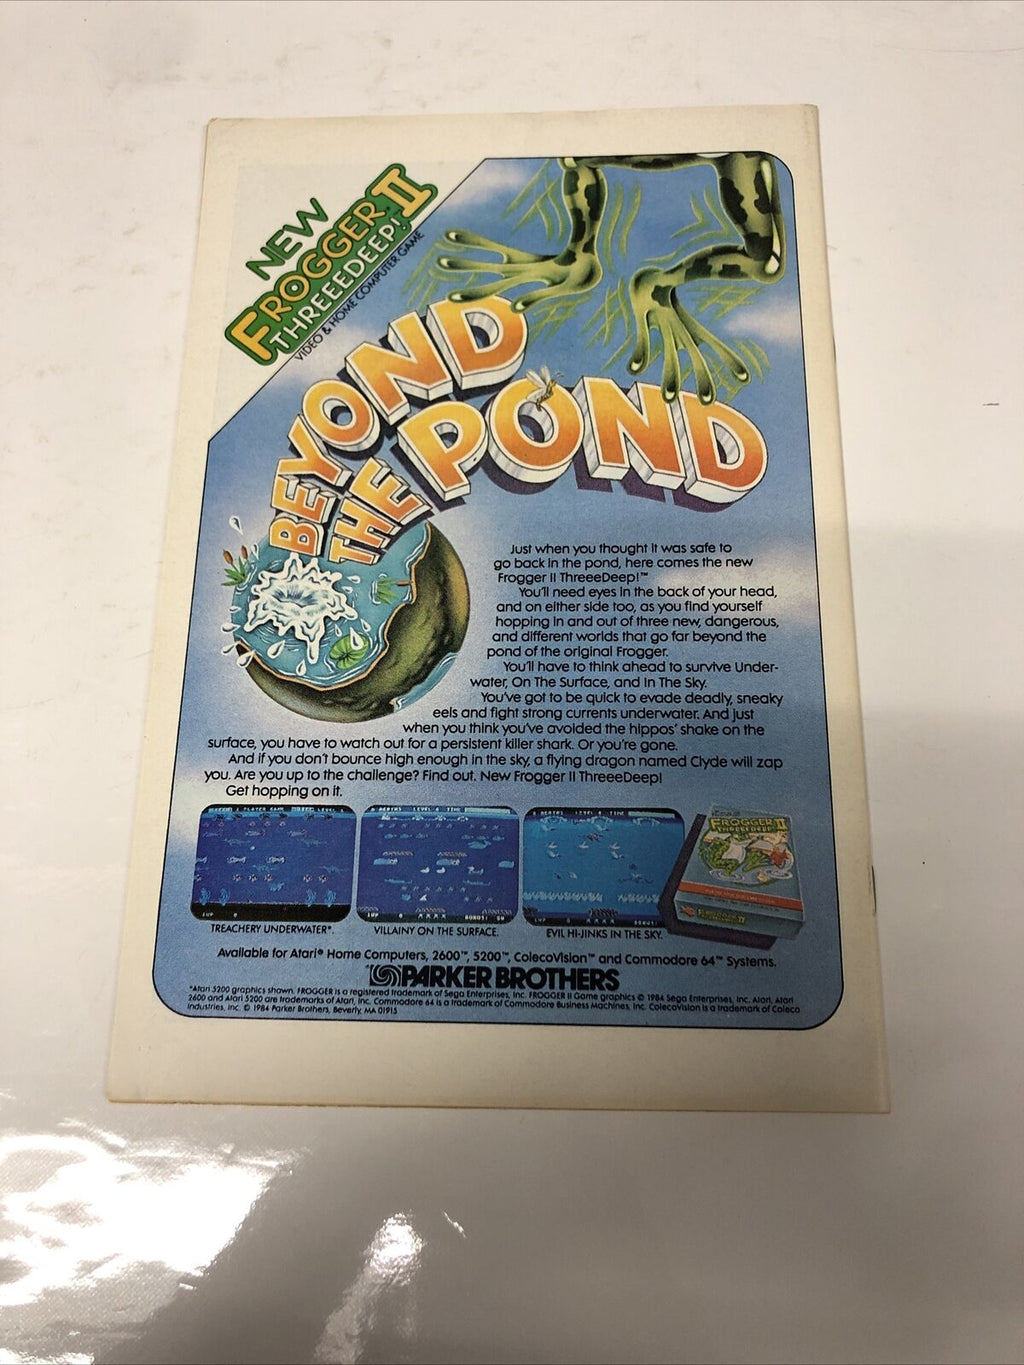 NEW
FROGGER II
THREEEDEEP!
VIDEO & HOME COMPUTER GAME
BEYOND
THE POND
Just when you thought it was safe to
go back in the pond, here comes the new
Frogger II ThreeeDeep!™
You'll need eyes in the back of your head,
and on either side too, as you find yourself
hopping in and out of three new, dangerous,
and different worlds that go far beyond the
pond of the original Frogger.
You'll have to think ahead to survive Under-
water, On The Surface, and In The Sky.
You've got to be quick to evade deadly, sneaky
eels and fight strong currents underwater. And just
when you think you've avoided the hippos' shake on the
surface, you have to watch out for a persistent killer shark. Or you're gone.
And if you don't bounce high enough in the sky, a flying dragon named Clyde will zap
you. Are you up to the challenge? Find out. New Frogger II ThreeeDeep!
Get hopping on it.
FROGGER II
THREEEDEEP!
TREACHERY UNDERWATER*.
VILLAINY ON THE SURFACE.
EVIL HI-JINKS IN THE SKY.
Available for Atari® Home Computers, 2600™, 5200™, ColecoVision™ and Commodore 64™ Systems.
PARKER BROTHERS
*Atari 5200 graphics shown. FROGGER is a registered trademark of Sega Enterprises, Inc. FROGGER II Game graphics © 1984 Sega Enterprises, Inc. Atari, Atari
2600 and Atari 5200 are trademarks of Atari, Inc. Commodore 64 is a trademark of Commodore Business Machines, Inc. ColecoVision is a trademark of Coleco
Industries, Inc. © 1984 Parker Brothers, Beverly, MA 01915